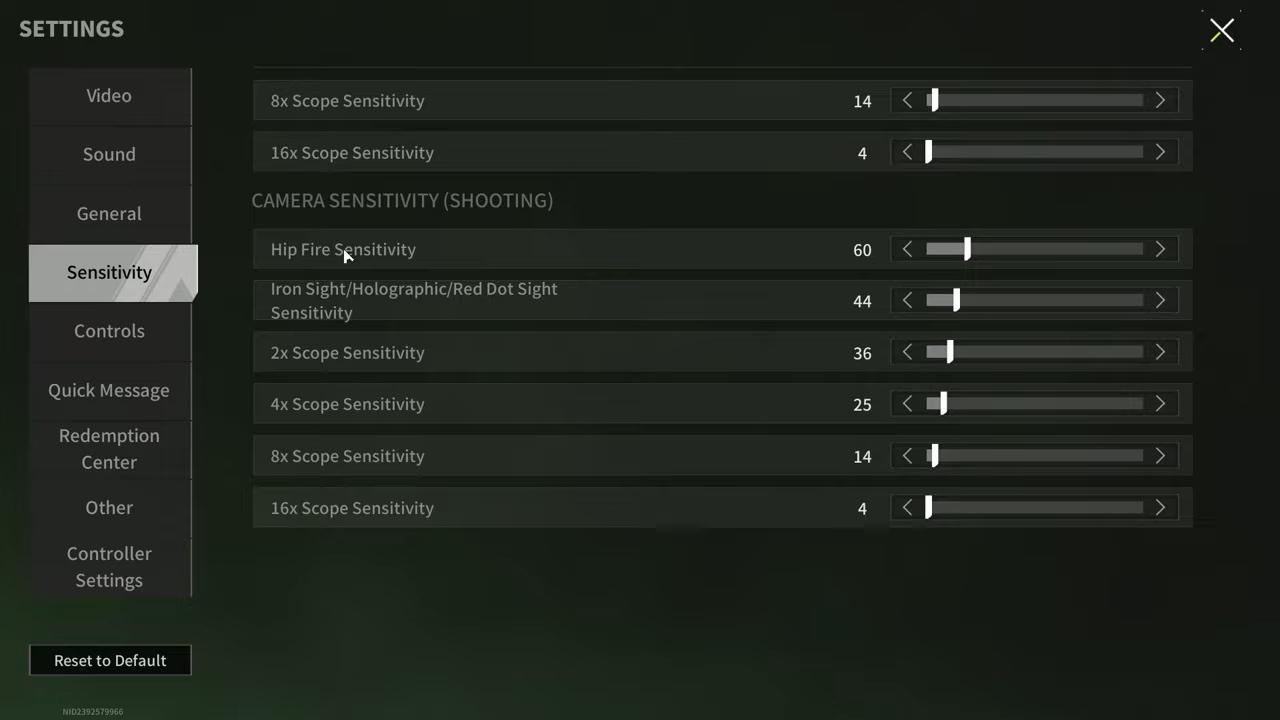 SETTINGS
Video
Sound
General
Sensitivity
Controls
Quick Message
Redemption
Center
Other
Controller
Settings
Reset to Default
NID2392579966
8x Scope Sensitivity 14
16x Scope Sensitivity 4
CAMERA SENSITIVITY (SHOOTING)
Hip Fire Sensitivity 60
Iron Sight/Holographic/Red Dot Sight
Sensitivity 44
2x Scope Sensitivity 36
4x Scope Sensitivity 25
8x Scope Sensitivity 14
16x Scope Sensitivity 4